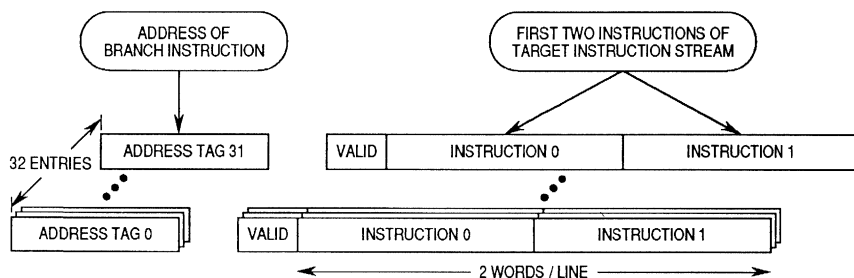 ADDRESS OF
BRANCH INSTRUCTION
FIRST TWO INSTRUCTIONS OF
TARGET INSTRUCTION STREAM
32 ENTRIES
ADDRESS TAG 31
VALID
INSTRUCTION 0
INSTRUCTION 1
ADDRESS TAG 0
VALID
INSTRUCTION 0
INSTRUCTION 1
2 WORDS / LINE